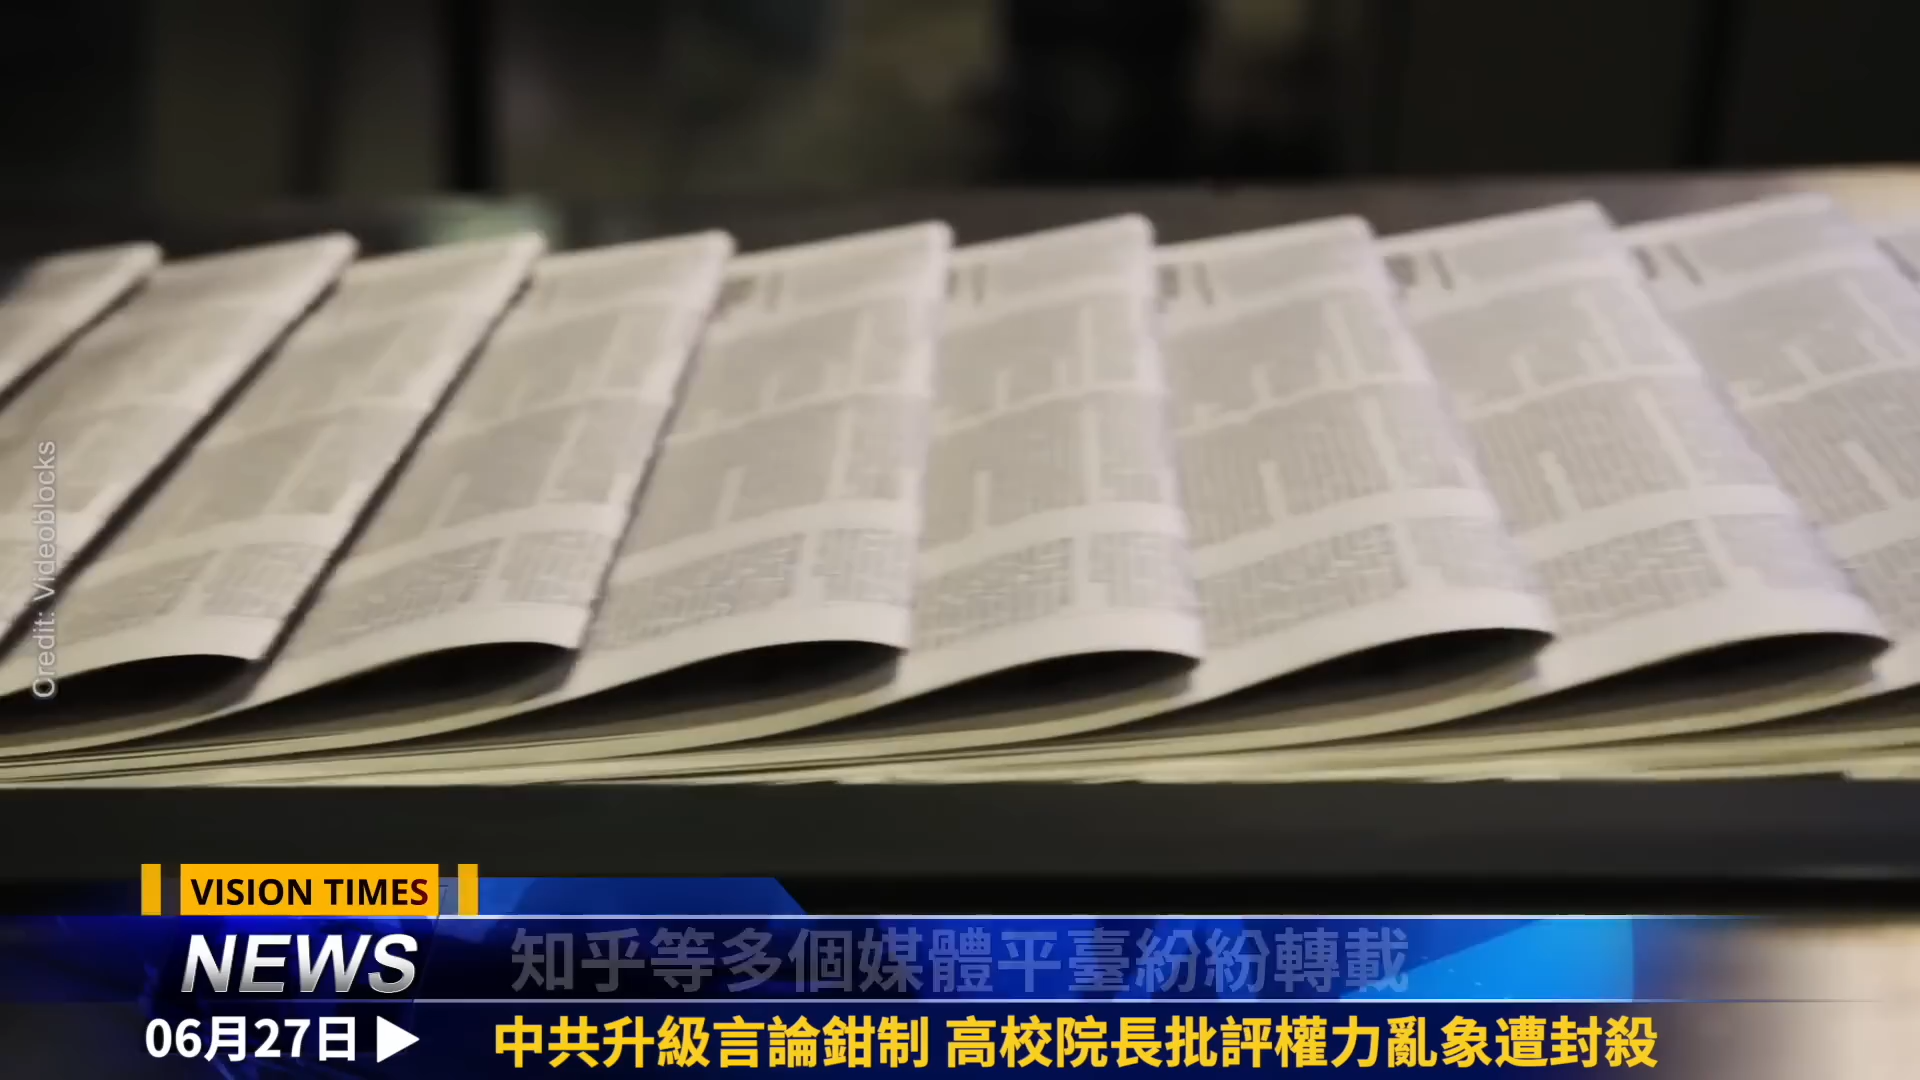 Credit: Videoblocks
VISION TIMES
NEWS
知乎等多個媒體平臺紛紛轉載
06月27日
中共升級言論鉗制 高校院長批評權力亂象遭封殺